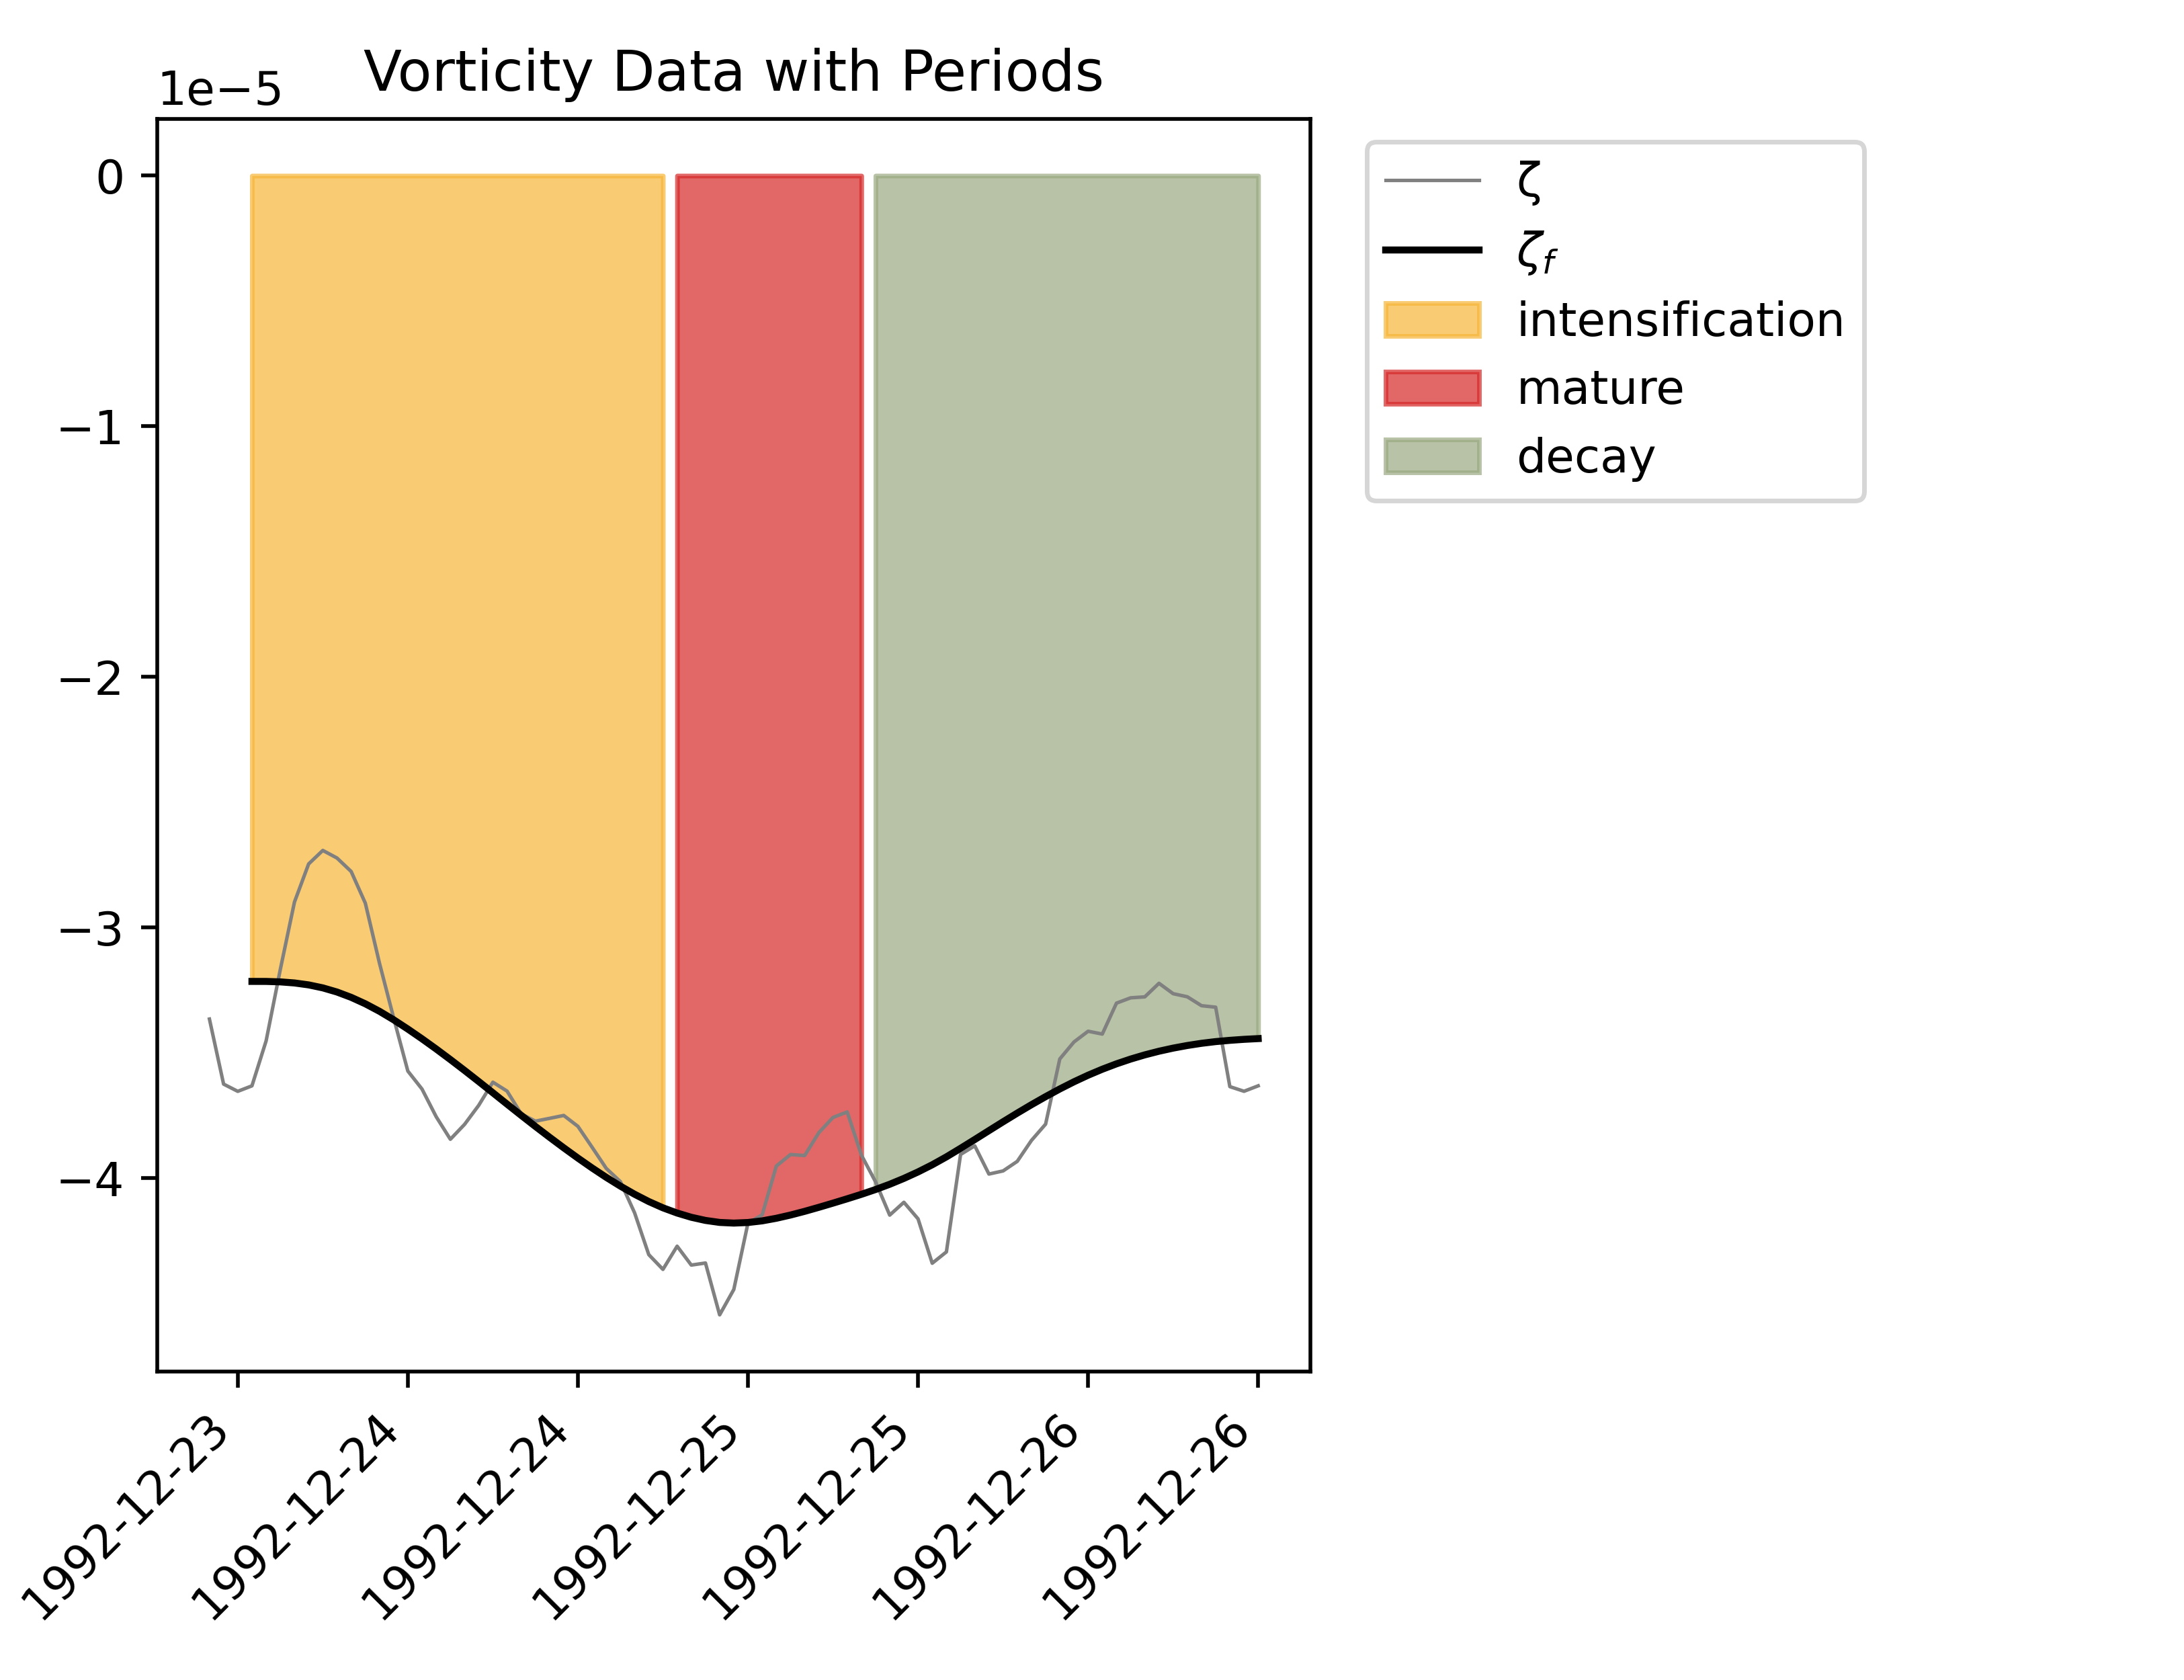 Vorticity Data with Periods
1e−5
0
−1
−2
−3
−4
1992-12-23
1992-12-24
1992-12-24
1992-12-25
1992-12-25
1992-12-26
1992-12-26
ζ
ζf
intensification
mature
decay